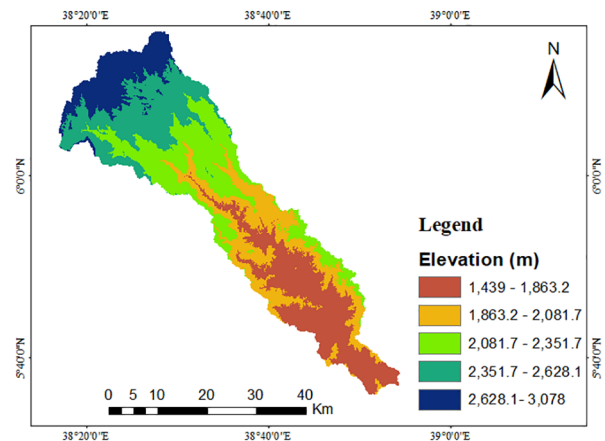 38°20'0"E 38°40'0"E 39°0'0"E
N
6°0'0"N 6°0'0"N
Legend
Elevation (m)
1,439 - 1,863.2
1,863.2 - 2,081.7
2,081.7 - 2,351.7
2,351.7 - 2,628.1
2,628.1- 3,078
5°40'0"N 5°40'0"N
0 5 10 20 30 40
Km
38°20'0"E 38°40'0"E 39°0'0"E